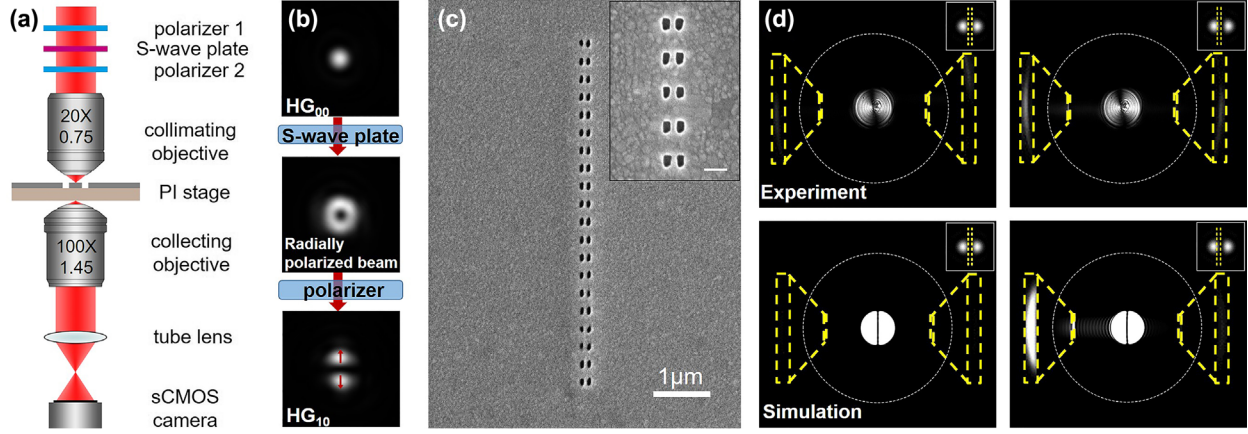 (a)
polarizer 1
S-wave plate
polarizer 2
20X
0.75
collimating
objective
PI stage
100X
1.45
collecting
objective
tube lens
sCMOS
camera
(b)
HG00
S-wave plate
Radially
polarized beam
polarizer
HG10
(c)
1μm
(d)
Experiment
Simulation